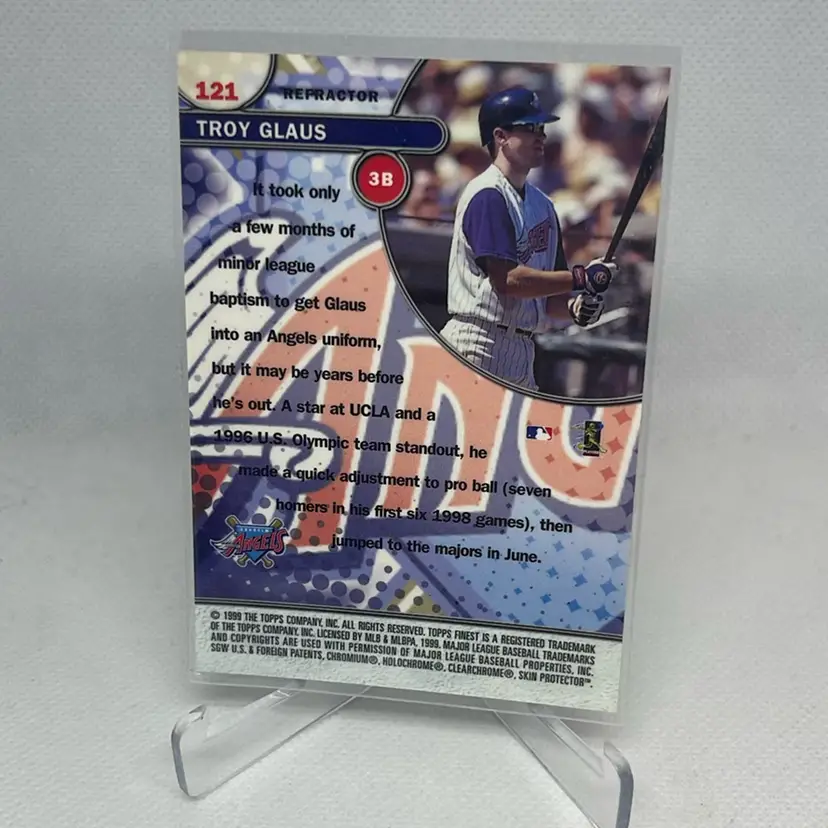 121
REFRACTOR
TROY GLAUS
3B
It took only
a few months of
minor league
baptism to get Glaus
into an Angels uniform,
but it may be years before
he's out. A star at UCLA and a
1996 U.S. Olympic team standout, he
made a quick adjustment to pro ball (seven
homers in his first six 1998 games), then
jumped to the majors in June.
ANGELS
© 1999 THE TOPPS COMPANY, INC. ALL RIGHTS RESERVED. TOPPS FINEST IS A REGISTERED TRADEMARK
OF THE TOPPS COMPANY, INC. LICENSED BY MLB & MLBPA, 1999. MAJOR LEAGUE BASEBALL TRADEMARKS
AND COPYRIGHTS ARE USED WITH PERMISSION OF MAJOR LEAGUE BASEBALL PROPERTIES, INC.
SGW U.S. & FOREIGN PATENTS, CHROMIUM®, HOLOCHROME®, CLEARCHROME®, SKIN PROTECTOR™.